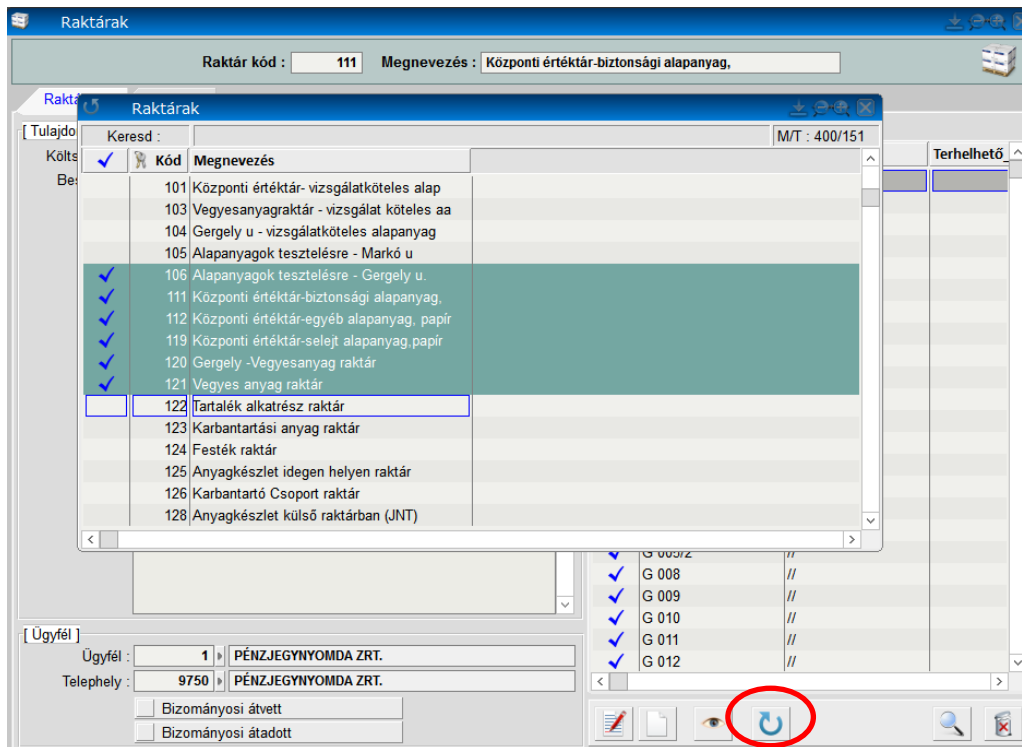 Raktárak
Raktár kód : 111 Megnevezés : Központi értéktár-biztonsági alapanyag,
Raktárak
Keresd : M/T : 400/151
Kód Megnevezés
Terhelhető_
[ Tulajdo
Költs
101 Központi értéktár- vizsgálatköteles alap
103 Vegyesanyagraktár - vizsgálat köteles aa
104 Gergely u - vizsgálatköteles alapanyag
105 Alapanyagok tesztelésre - Markó u
106 Alapanyagok tesztelésre - Gergely u.
111 Központi értéktár-biztonsági alapanyag,
112 Központi értéktár-egyéb alapanyag, papír
119 Központi értéktár-selejt alapanyag,papír
120 Gergely -Vegyesanyag raktár
121 Vegyes anyag raktár
122 Tartalék alkatrész raktár
123 Karbantartási anyag raktár
124 Festék raktár
125 Anyagkészlet idegen helyen raktár
126 Karbantartó Csoport raktár
128 Anyagkészlet külső raktárban (JNT)
G 005/2 //
G 008 //
G 009 //
G 010 //
G 011 //
G 012 //
[ Ügyfél ]
Ügyfél : 1 PÉNZJEGYNYOMDA ZRT.
Telephely : 9750 PÉNZJEGYNYOMDA ZRT.
Bizományosi átvett
Bizományosi átadott